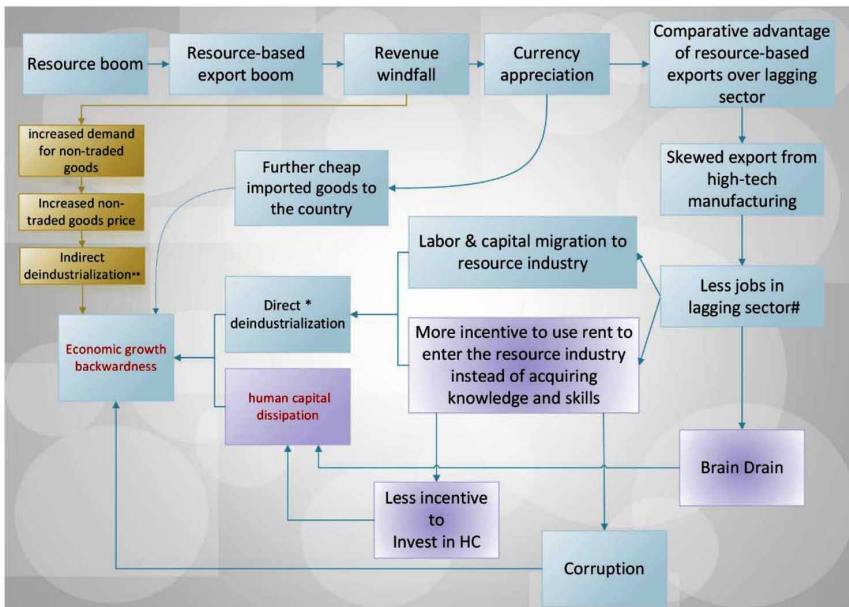 Resource boom
Resource-based
export boom
Revenue
windfall
Currency
appreciation
Comparative advantage
of resource-based
exports over lagging
sector
increased demand
for non-traded
goods
Further cheap
imported goods to
the country
Skewed export from
high-tech
manufacturing
Increased non-
traded goods price
Indirect
deindustrialization**
Labor & capital migration to
resource industry
Less jobs in
lagging sector#
Direct *
deindustrialization
More incentive to use rent to
enter the resource industry
instead of acquiring
knowledge and skills
Economic growth
backwardness
human capital
dissipation
Brain Drain
Less incentive
to
Invest in HC
Corruption